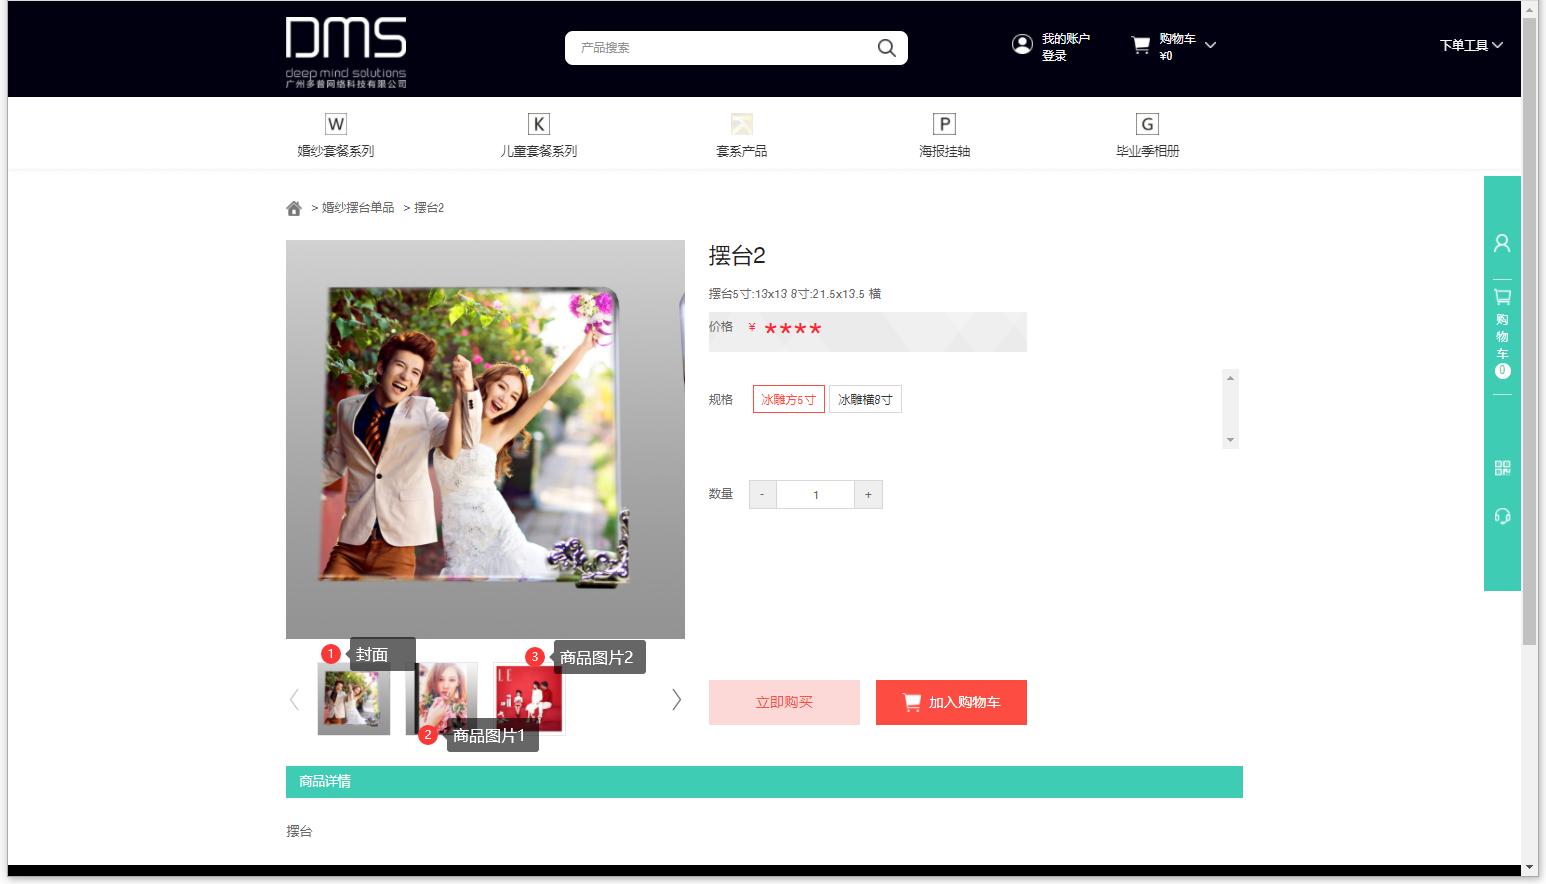 DMS
deep mind solutions
广州多普网络科技有限公司
产品搜索
我的账户
登录
购物车
¥0
下单工具
W
K
P
G
婚纱套餐系列
儿童套餐系列
套系产品
海报挂轴
毕业季相册
> 婚纱摆台单品 > 摆台2
摆台2
摆台5寸:13x13 8寸:21.5x13.5 横
价格 ¥ ****
规格 冰雕方5寸 冰雕横8寸
数量 - 1 +
购
物
车
0
1 封面
3 商品图片2
LE
2 商品图片1
立即购买
加入购物车
商品详情
摆台